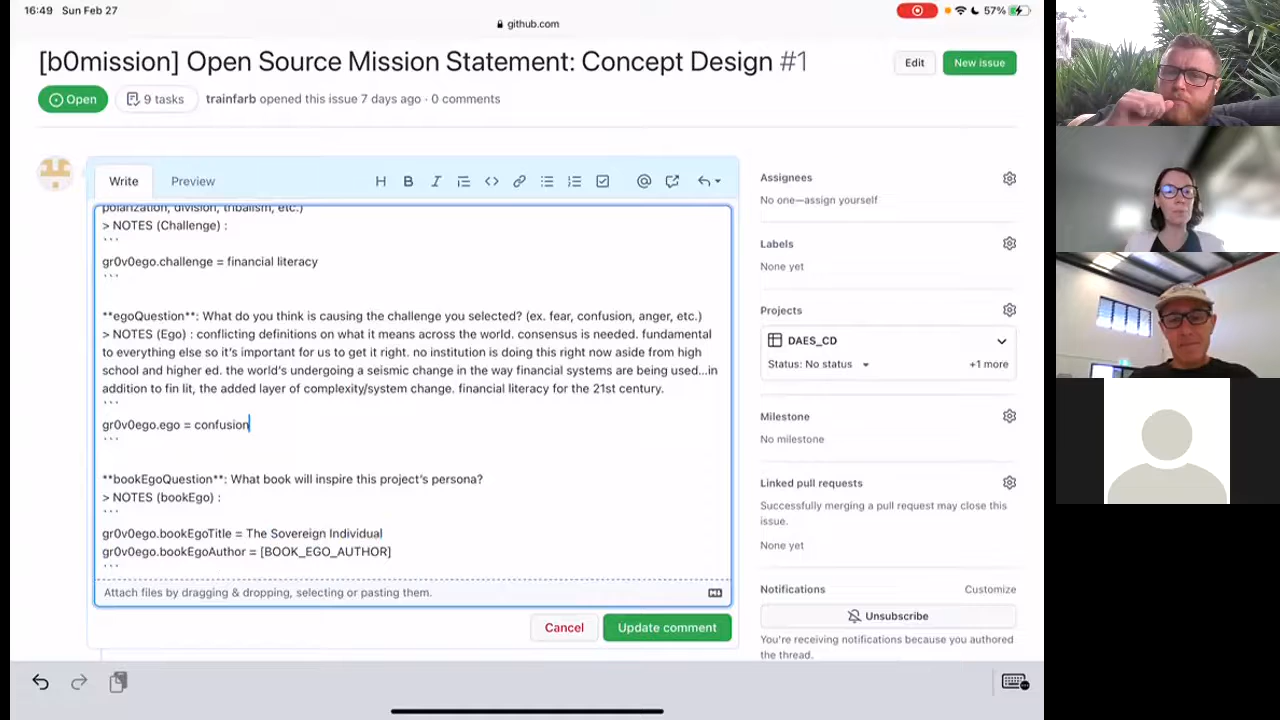 16:49 Sun Feb 27
57%
github.com
[b0mission] Open Source Mission Statement: Concept Design #1
Edit
New issue
Open
9 tasks
trainfarb opened this issue 7 days ago · 0 comments
Write
Preview
polarization, division, tribalism, etc.)
> NOTES (Challenge) :
```
gr0v0ego.challenge = financial literacy
```
**egoQuestion**: What do you think is causing the challenge you selected? (ex. fear, confusion, anger, etc.)
> NOTES (Ego) : conflicting definitions on what it means across the world. consensus is needed. fundamental
to everything else so it's important for us to get it right. no institution is doing this right now aside from high
school and higher ed. the world's undergoing a seismic change in the way financial systems are being used...in
addition to fin lit, the added layer of complexity/system change. financial literacy for the 21st century.
```
gr0v0ego.ego = confusion
```
**bookEgoQuestion**: What book will inspire this project's persona?
> NOTES (bookEgo) :
```
gr0v0ego.bookEgoTitle = The Sovereign Individual
gr0v0ego.bookEgoAuthor = [BOOK_EGO_AUTHOR]
```
Attach files by dragging & dropping, selecting or pasting them.
Cancel
Update comment
Assignees
No one—assign yourself
Labels
None yet
Projects
DAES_CD
Status: No status
+1 more
Milestone
No milestone
Linked pull requests
Successfully merging a pull request may close this
issue.
None yet
Notifications
Customize
Unsubscribe
You're receiving notifications because you authored
the thread.